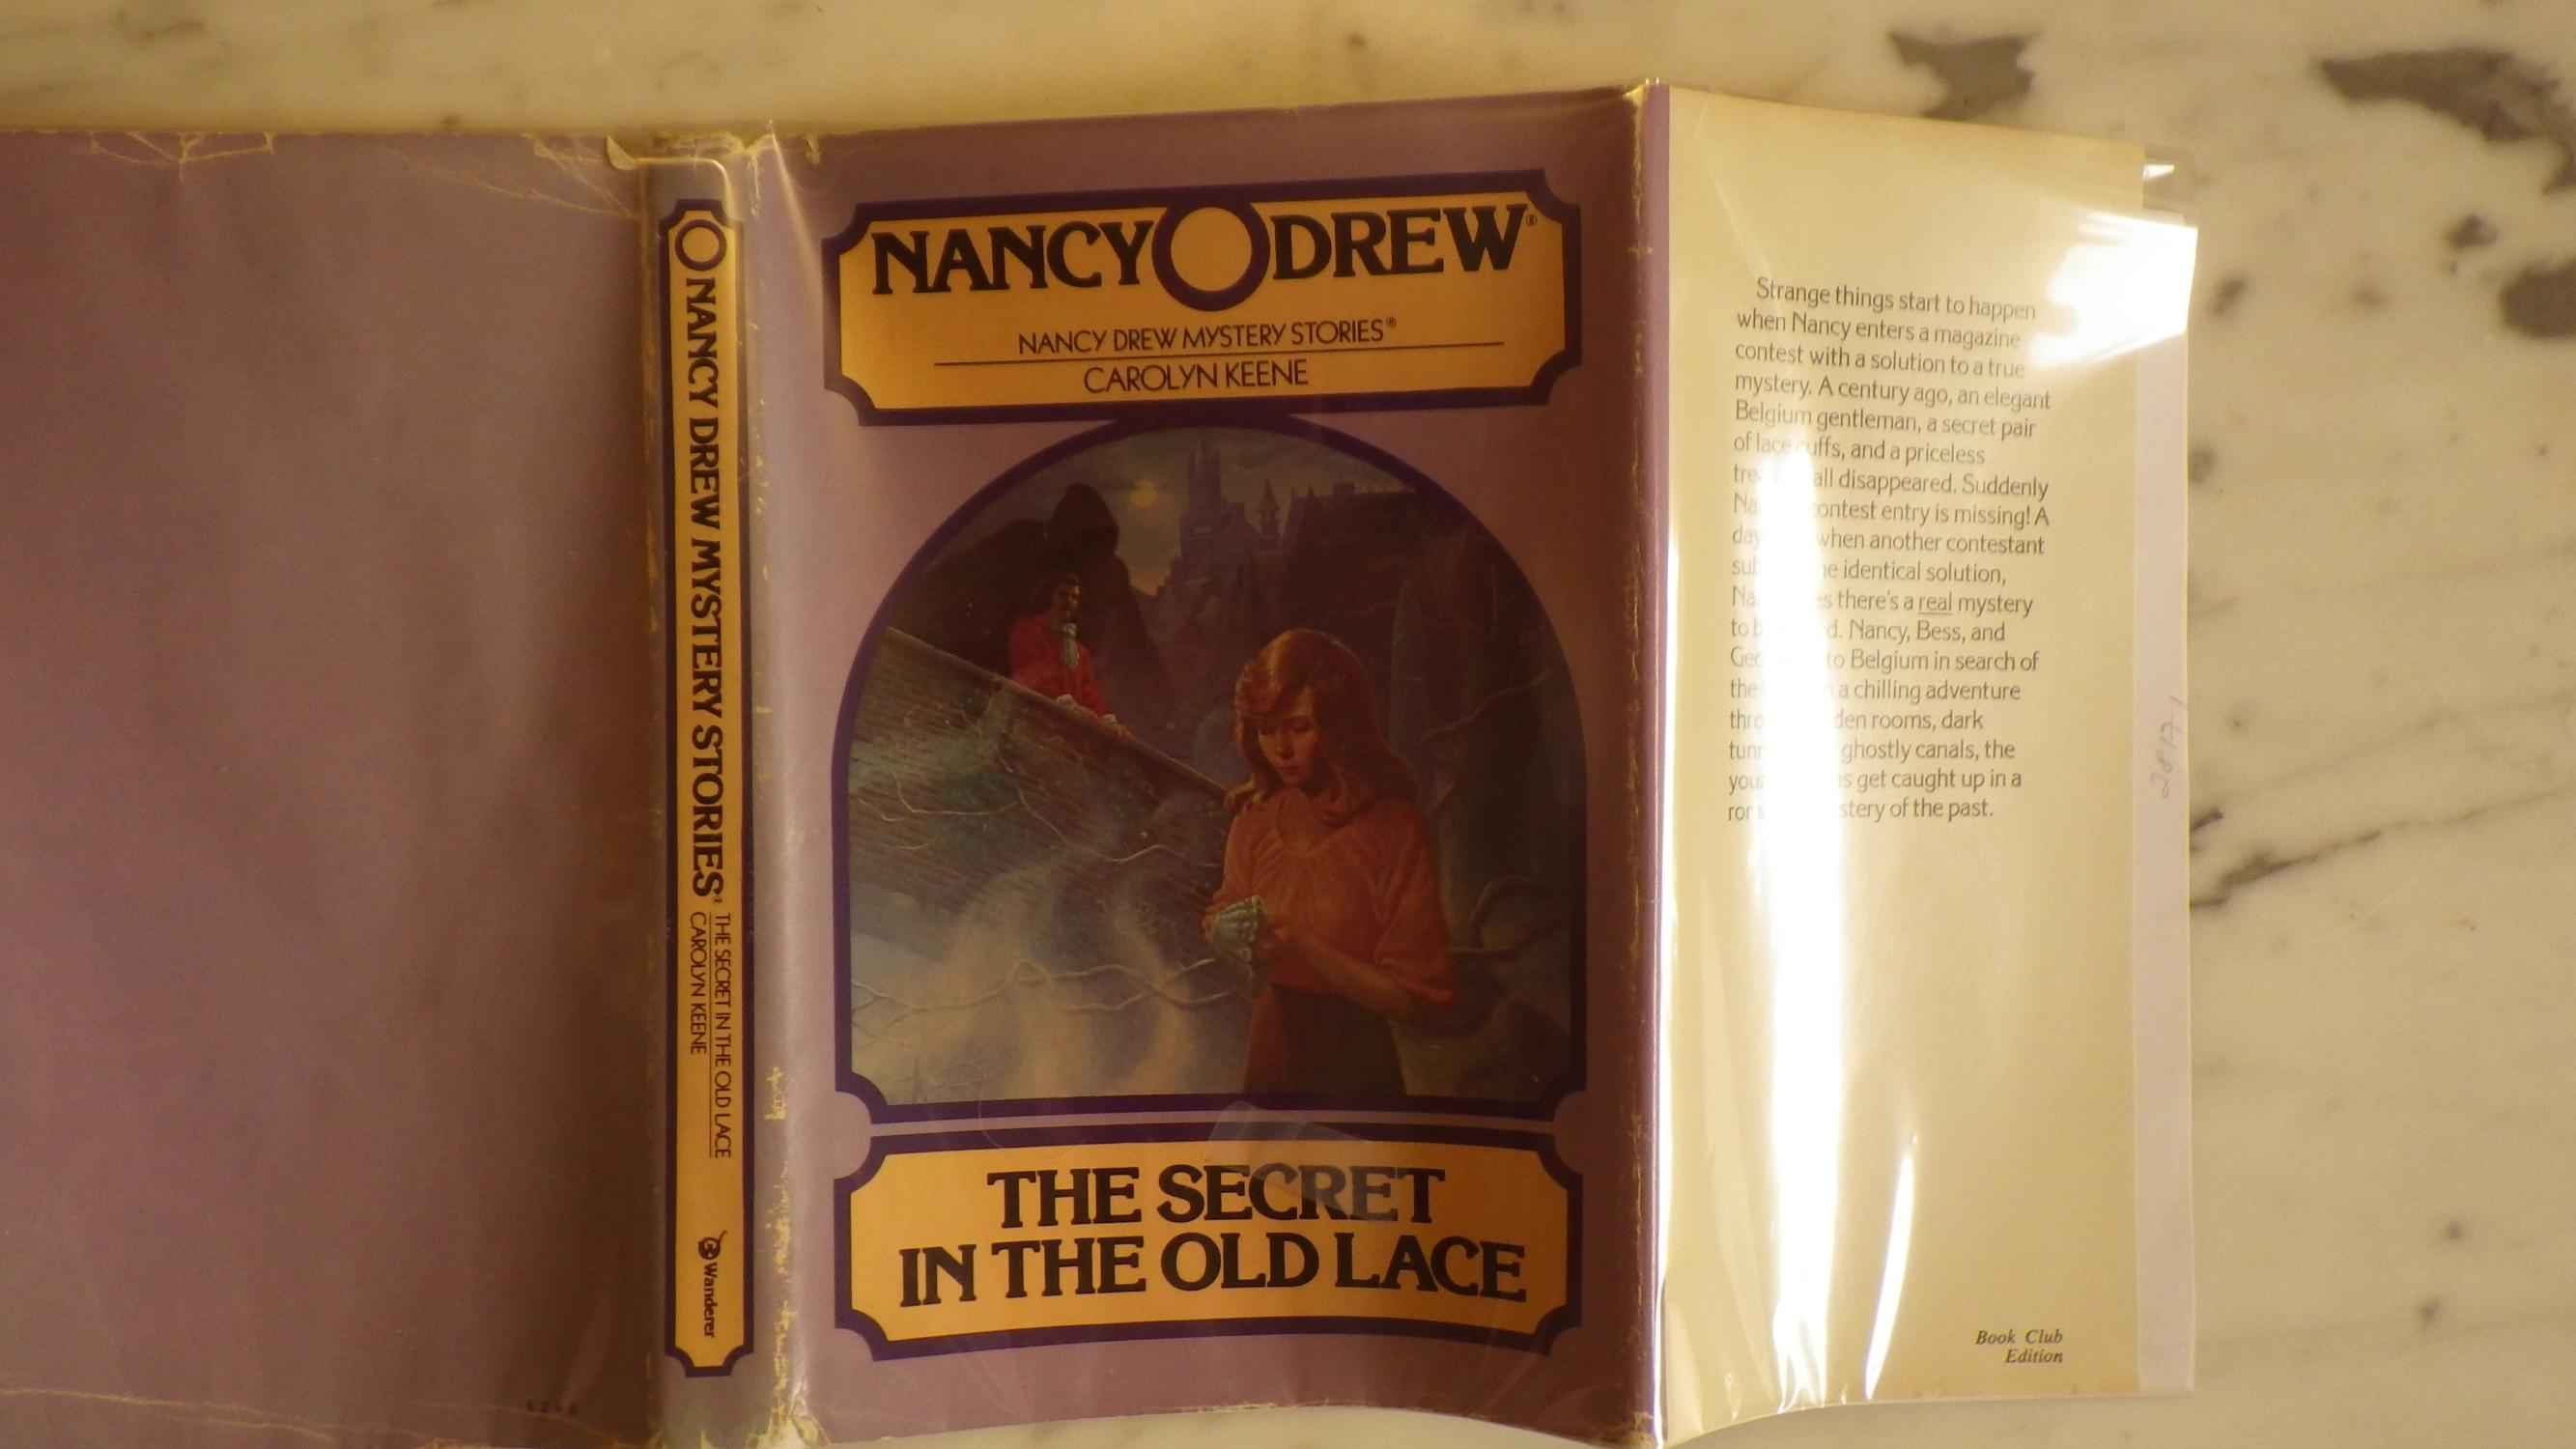 NANCY DREW MYSTERY STORIES®
THE SECRET IN THE OLD LACE
CAROLYN KEENE
Wanderer
NANCY DREW®
NANCY DREW MYSTERY STORIES®
CAROLYN KEENE
THE SECRET
IN THE OLD LACE
Strange things start to happen
when Nancy enters a magazine
contest with a solution to a true
mystery. A century ago, an elegant
Belgium gentleman, a secret pair
of lace cuffs, and a priceless
all disappeared. Suddenly
contest entry is missing! A
when another contestant
identical solution,
there's a real mystery
to Nancy, Bess, and
to Belgium in search of
the a chilling adventure
rooms, dark
ghostly canals, the
get caught up in a
of the past.
Book Club
Edition